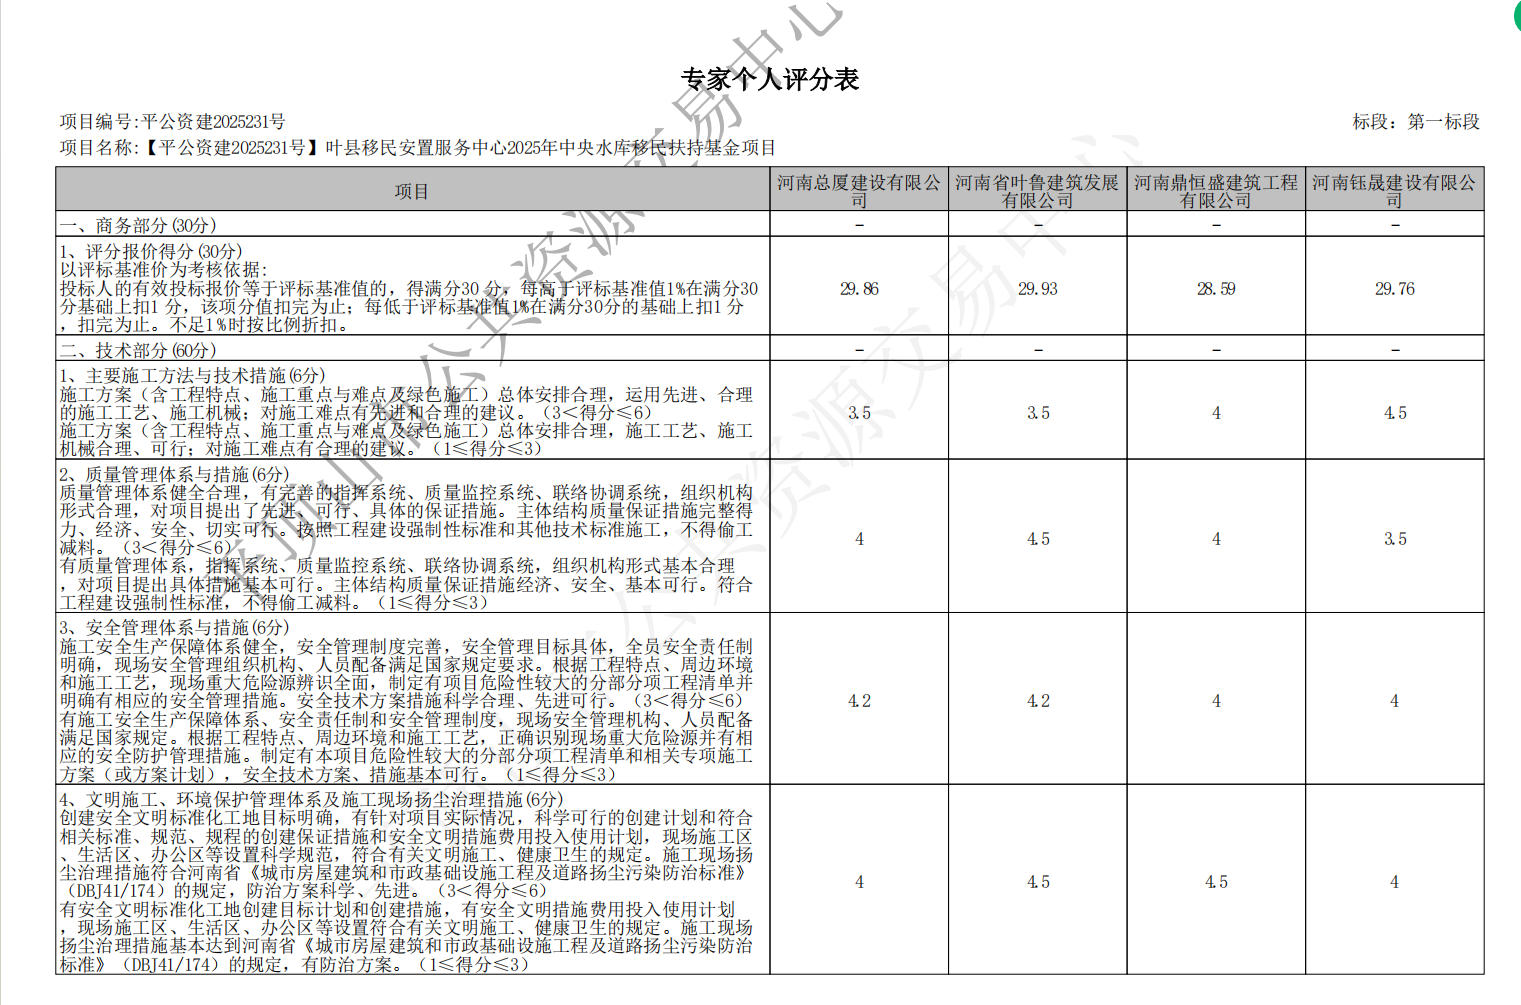 专家个人评分表
项目编号:平公资建2025231号
标段：第一标段
项目名称:【平公资建2025231号】叶县移民安置服务中心2025年中央水库移民扶持基金项目
项目
河南总厦建设有限公
司
河南省叶鲁建筑发展
有限公司
河南鼎恒盛建筑工程
有限公司
河南钰晟建设有限公
司
一、商务部分(30分)
－ － － －
1、评分报价得分(30分)
以评标基准价为考核依据:
投标人的有效投标报价等于评标基准值的，得满分30 分，每高于评标基准值1%在满分30
分基础上扣1 分，该项分值扣完为止；每低于评标基准值1%在满分30分的基础上扣1 分
，扣完为止。不足1%时按比例折扣。
29.86 29.93 28.59 29.76
二、技术部分(60分)
－ － － －
1、主要施工方法与技术措施(6分)
施工方案（含工程特点、施工重点与难点及绿色施工）总体安排合理，运用先进、合理
的施工工艺、施工机械；对施工难点有先进和合理的建议。（3＜得分≤6）
施工方案（含工程特点、施工重点与难点及绿色施工）总体安排合理，施工工艺、施工
机械合理、可行；对施工难点有合理的建议。（1≤得分≤3）
3.5 3.5 4 4.5
2、质量管理体系与措施(6分)
质量管理体系健全合理，有完善的指挥系统、质量监控系统、联络协调系统，组织机构
形式合理，对项目提出了先进、可行、具体的保证措施。主体结构质量保证措施完整得
力、经济、安全、切实可行。按照工程建设强制性标准和其他技术标准施工，不得偷工
减料。（3＜得分≤6）
有质量管理体系，指挥系统、质量监控系统、联络协调系统，组织机构形式基本合理
，对项目提出具体措施基本可行。主体结构质量保证措施经济、安全、基本可行。符合
工程建设强制性标准，不得偷工减料。（1≤得分≤3）
4 4.5 4 3.5
3、安全管理体系与措施(6分)
施工安全生产保障体系健全，安全管理制度完善，安全管理目标具体，全员安全责任制
明确，现场安全管理组织机构、人员配备满足国家规定要求。根据工程特点、周边环境
和施工工艺，现场重大危险源辨识全面，制定有项目危险性较大的分部分项工程清单并
明确有相应的安全管理措施。安全技术方案措施科学合理、先进可行。（3＜得分≤6）
有施工安全生产保障体系、安全责任制和安全管理制度，现场安全管理机构、人员配备
满足国家规定。根据工程特点、周边环境和施工工艺，正确识别现场重大危险源并有相
应的安全防护管理措施。制定有本项目危险性较大的分部分项工程清单和相关专项施工
方案（或方案计划），安全技术方案、措施基本可行。（1≤得分≤3）
4.2 4.2 4 4
4、文明施工、环境保护管理体系及施工现场扬尘治理措施(6分)
创建安全文明标准化工地目标明确，有针对项目实际情况，科学可行的创建计划和符合
相关标准、规范、规程的创建保证措施和安全文明措施费用投入使用计划，现场施工区
、生活区、办公区等设置科学规范，符合有关文明施工、健康卫生的规定。施工现场扬
尘治理措施符合河南省《城市房屋建筑和市政基础设施工程及道路扬尘污染防治标准》
（DBJ41/174）的规定，防治方案科学、先进。（3＜得分≤6）
有安全文明标准化工地创建目标计划和创建措施，有安全文明措施费用投入使用计划
，现场施工区、生活区、办公区等设置符合有关文明施工、健康卫生的规定。施工现场
扬尘治理措施基本达到河南省《城市房屋建筑和市政基础设施工程及道路扬尘污染防治
标准》（DBJ41/174）的规定，有防治方案。（1≤得分≤3）
4 4.5 4.5 4
平顶山市公共资源交易中心
公共资源交易中心